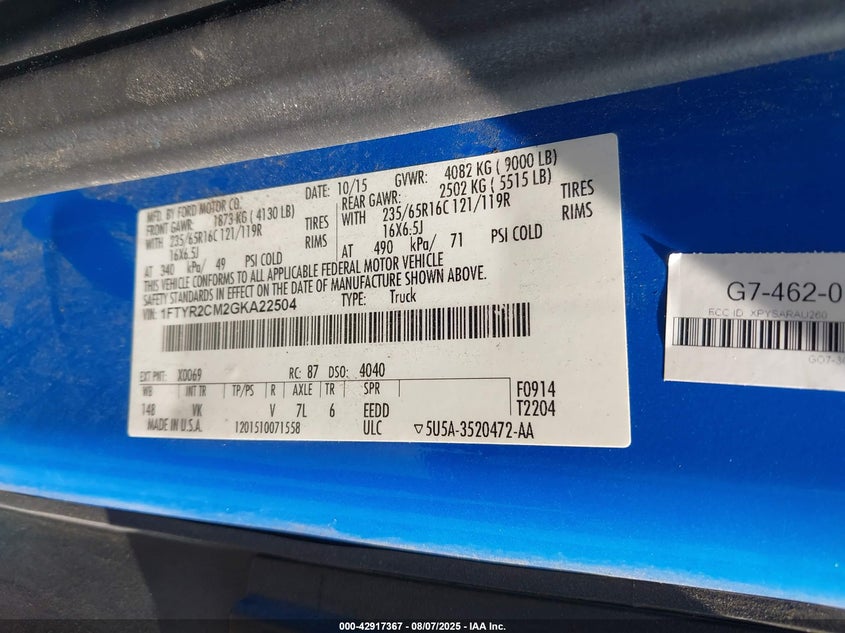 MFD. BY FORD MOTOR CO.
DATE: 10/15 GVWR: 4082 KG ( 9000 LB)
FRONT GAWR: 1873 KG ( 4130 LB)
REAR GAWR: 2502 KG ( 5515 LB)
WITH 235/65R16C 121/119R TIRES
WITH 235/65R16C 121/119R TIRES
16X6.5J RIMS
16X6.5J RIMS
AT 340 kPa/ 49 PSI COLD
AT 490 kPa/ 71 PSI COLD
THIS VEHICLE CONFORMS TO ALL APPLICABLE FEDERAL MOTOR VEHICLE
SAFETY STANDARDS IN EFFECT ON THE DATE OF MANUFACTURE SHOWN ABOVE.
VIN: 1FTYR2CM2GKA22504 TYPE: Truck
EXT PNT: X0069 RC: 87 DSO: 4040
WB INT TR TP/PS R AXLE TR SPR F0914
148 VK V 7L 6 EEDD T2204
MADE IN U.S.A. 1201510071558 ULC ▽5U5A-3520472-AA
G7-462-0
ECC ID XPYSARAU260
000-42917367 - 08/07/2025 - IAA Inc.